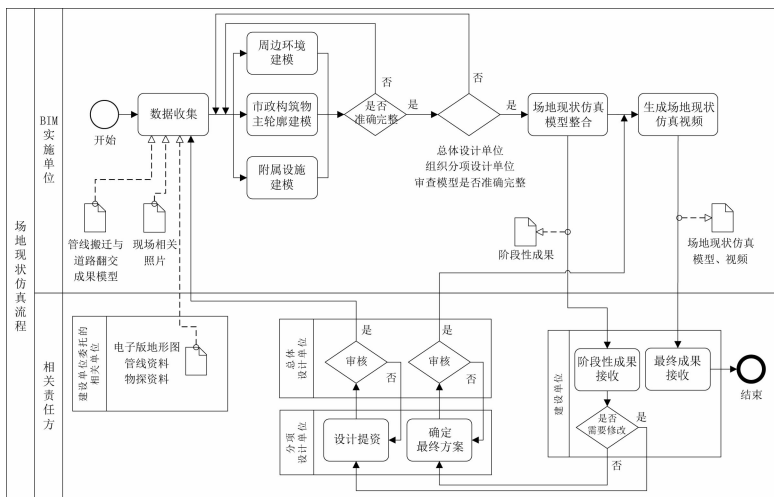 场地现状仿真流程
BIM
实施单位
开始
数据收集
周边环境
建模
市政构筑物
主轮廓建模
附属设施
建模
是否
准确完整
否
是
否
是
总体设计单位
组织分项设计单位
审查模型是否准确完整
场地现状仿真
模型整合
生成场地现状
仿真视频
管线搬迁与
道路翻交
成果模型
现场相关
照片
阶段性成果
场地现状仿真
模型、视频
相关责任方
建设单位委托的
相关单位
电子版地形图
管线资料
物探资料
总体
设计单位
是
审核
否
是
审核
否
分项
设计单位
设计提资
确定
最终方案
建设单位
阶段性成果
接收
最终成果
接收
是否
需要修改
是
否
结束